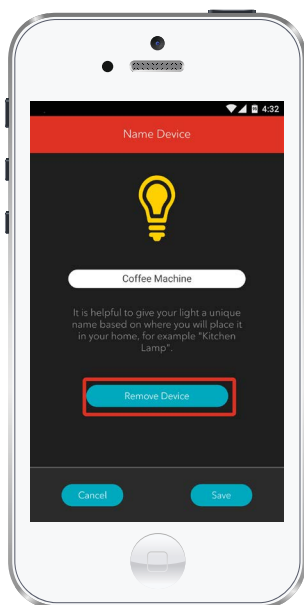 4:32
Name Device
Coffee Machine
It is helpful to give your light a unique
name based on where you will place it
in your home, for example "Kitchen
Lamp".
Remove Device
Cancel
Save